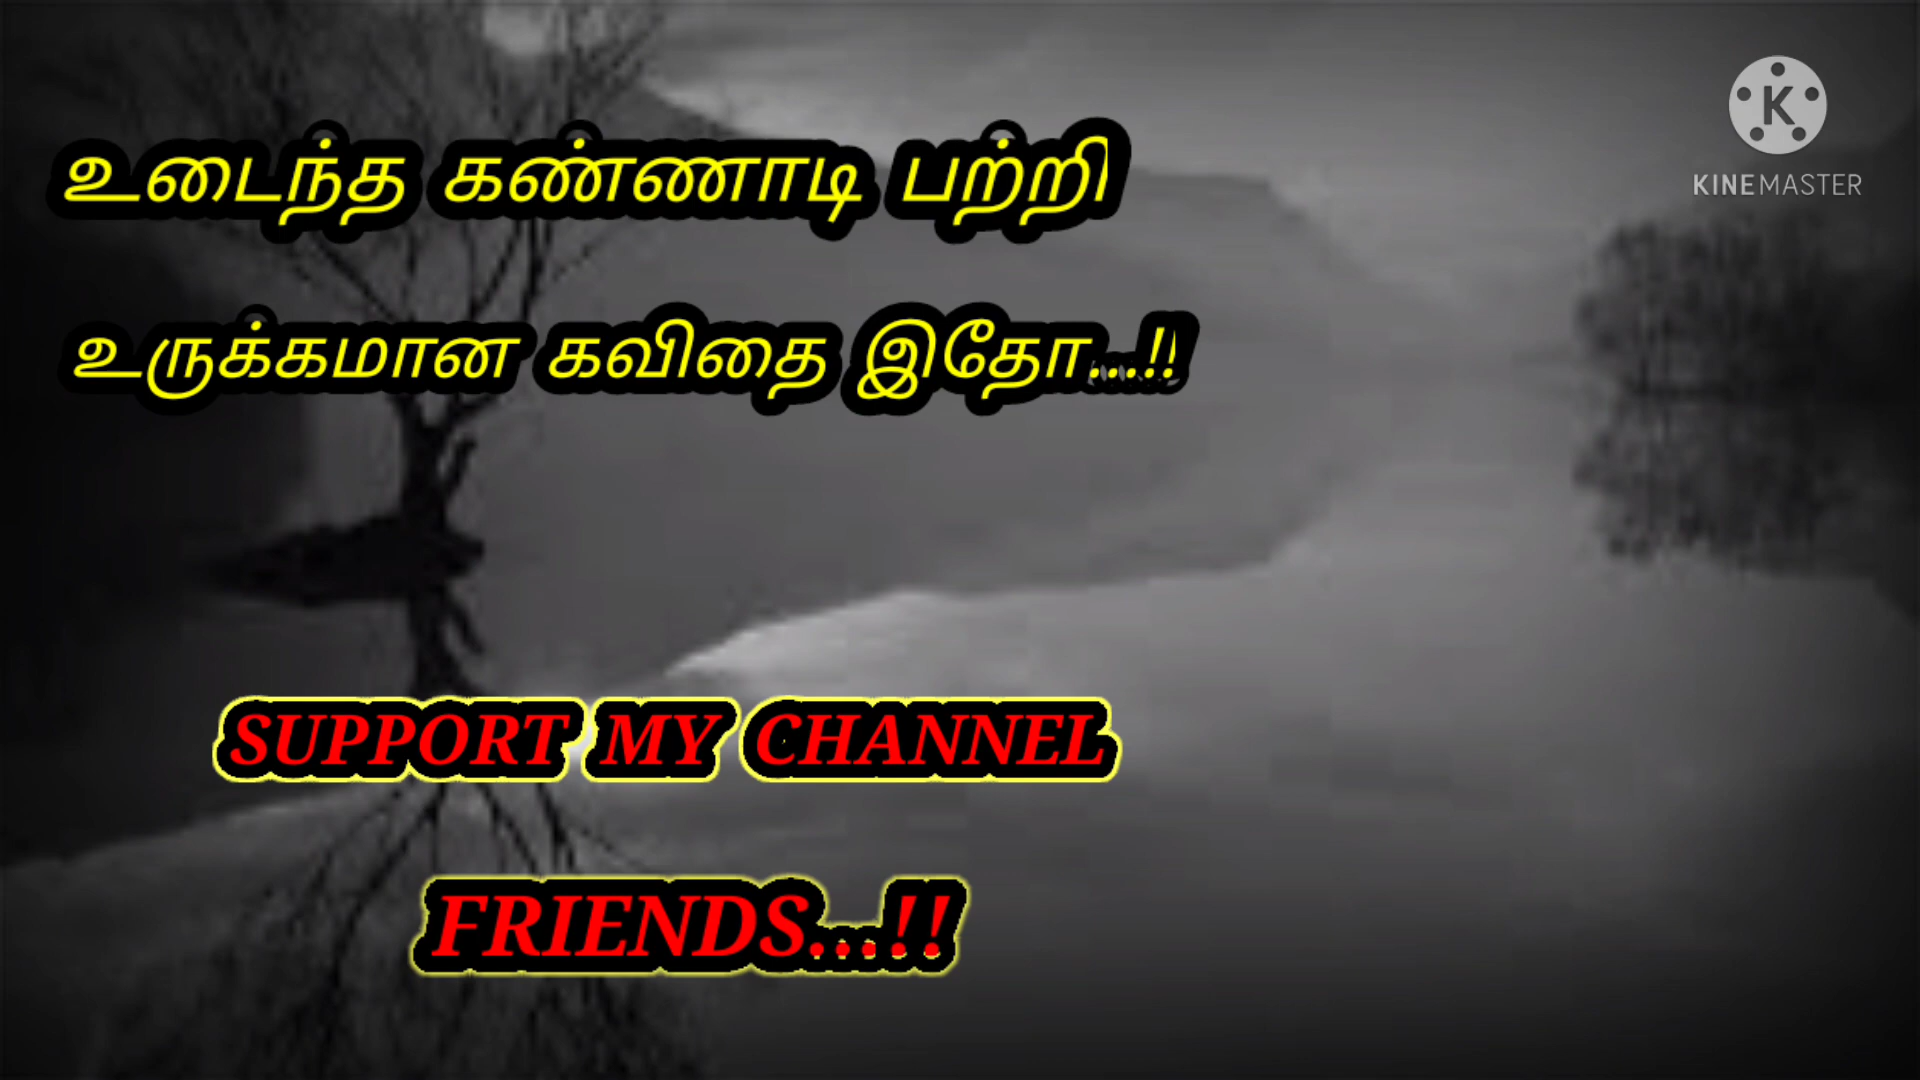 உடைந்த கண்ணாடி பற்றி
உருக்கமான கவிதை இதோ...!!
SUPPORT MY CHANNEL
FRIENDS...!!
K
KINEMASTER